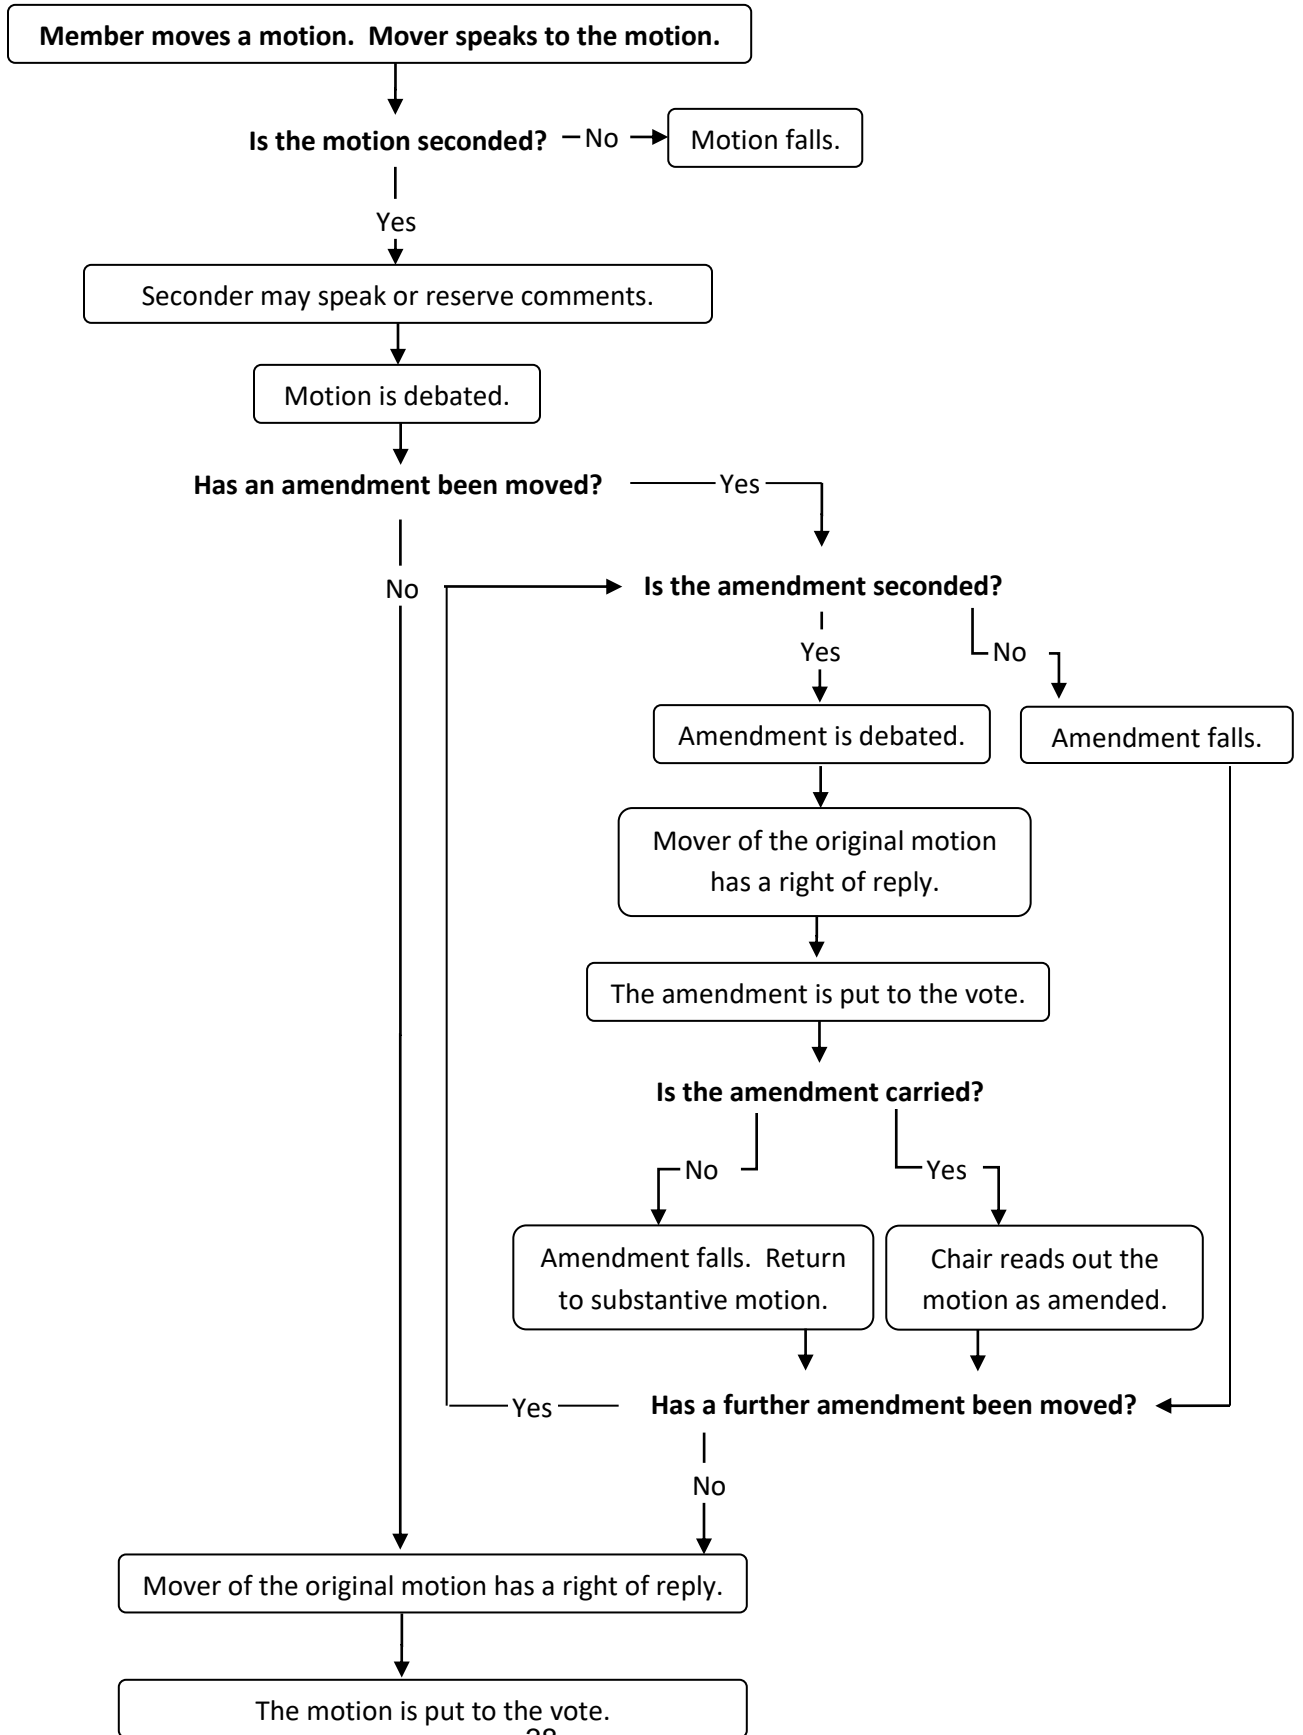 Member moves a motion.  Mover speaks to the motion.
Is the motion seconded?
No
Motion falls.
Yes
Seconder may speak or reserve comments.
Motion is debated.
Has an amendment been moved?
Yes
No
Is the amendment seconded?
Yes
No
Amendment is debated.
Amendment falls.
Mover of the original motion
has a right of reply.
The amendment is put to the vote.
Is the amendment carried?
No
Yes
Amendment falls.  Return
to substantive motion.
Chair reads out the
motion as amended.
Yes
Has a further amendment been moved?
No
Mover of the original motion has a right of reply.
The motion is put to the vote.